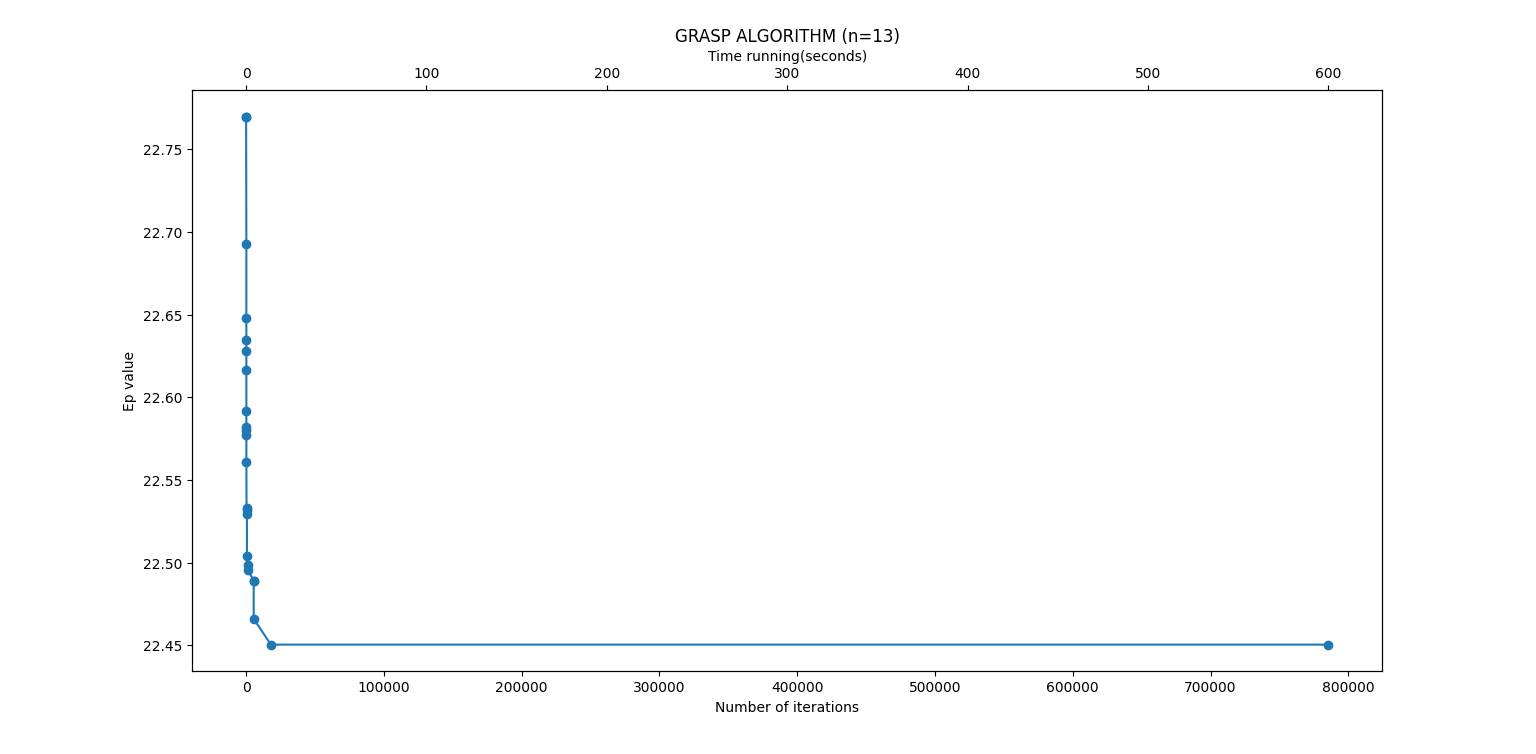 GRASP ALGORITHM (n=13)
Time running(seconds)
0 100 200 300 400 500 600
22.75
22.70
22.65
22.60
22.55
22.50
22.45
Ep value
0 100000 200000 300000 400000 500000 600000 700000 800000
Number of iterations